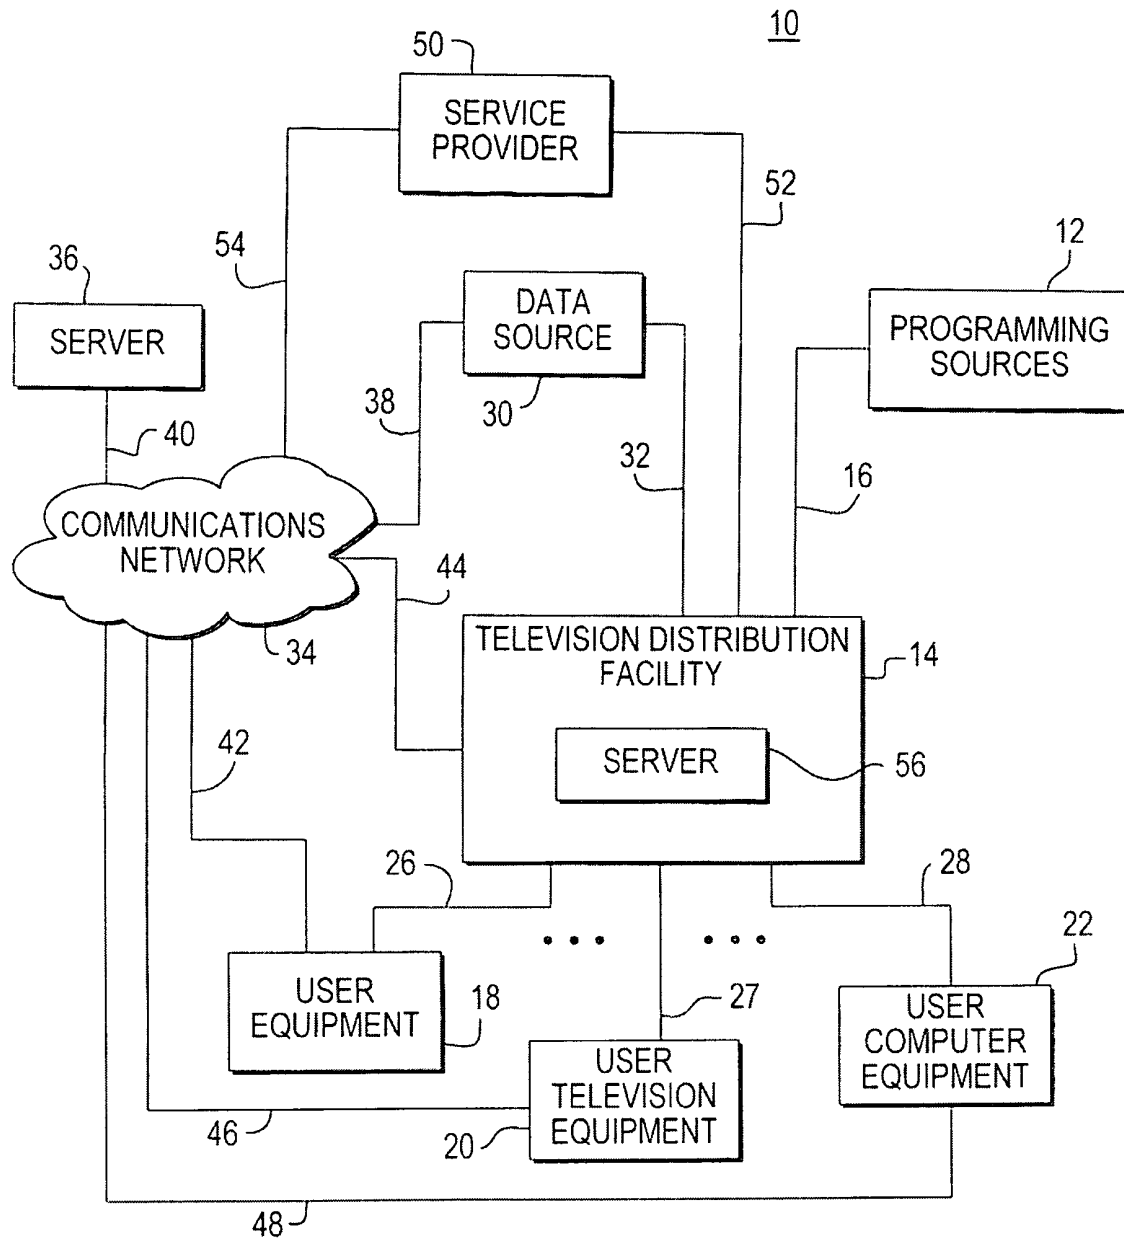 10
50
SERVICE
PROVIDER
52
54
36
SERVER
DATA
SOURCE
30
12
PROGRAMMING
SOURCES
40
38
32
16
COMMUNICATIONS
NETWORK
34
44
TELEVISION DISTRIBUTION
FACILITY
14
SERVER
56
42
26
28
• • •
• • •
USER
EQUIPMENT
18
27
22
USER
COMPUTER
EQUIPMENT
USER
TELEVISION
EQUIPMENT
20
46
48